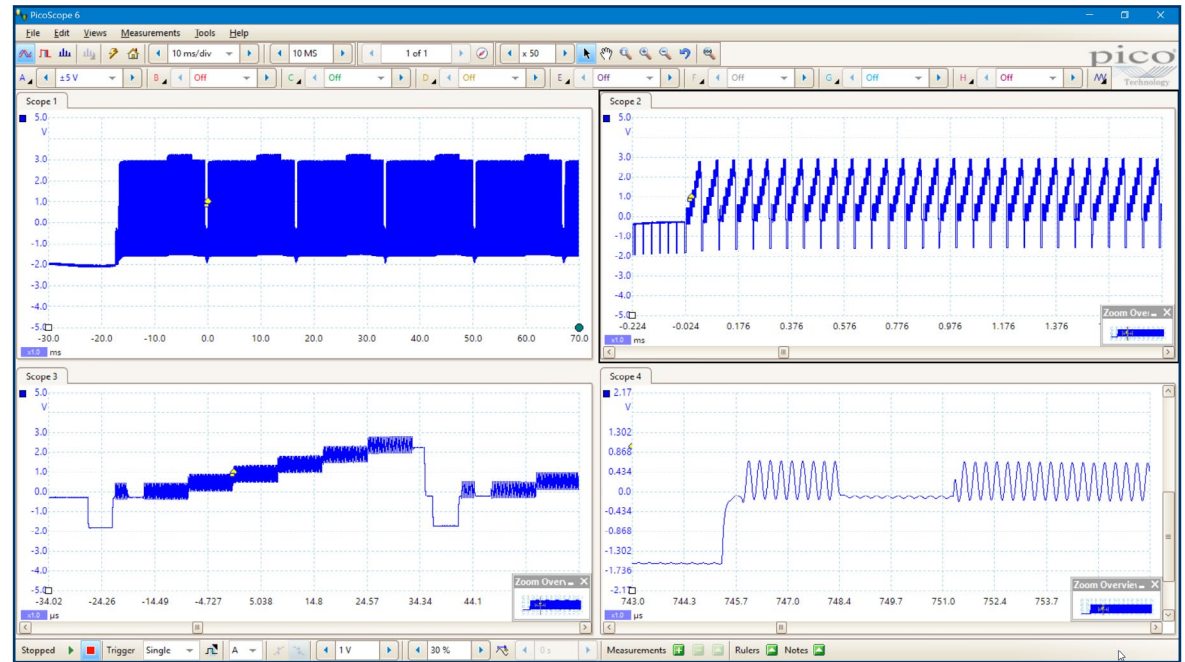 PicoScope 6
File Edit Views Measurements Tools Help
10 ms/div 10 MS 1 of 1 x 50
pico
Technology
A ±5 V B Off C Off D Off E Off F Off G Off H Off
Scope 1
5.0
V
3.0
2.0
1.0
0.0
-1.0
-2.0
-3.0
-4.0
-5.0
-30.0 -20.0 -10.0 0.0 10.0 20.0 30.0 40.0 50.0 60.0 70.0
x1.0 ms
Scope 2
5.0
V
3.0
2.0
1.0
0.0
-1.0
-2.0
-3.0
-4.0
-5.0
Zoom Over
-0.224 -0.024 0.176 0.376 0.576 0.776 0.976 1.176 1.376
x1.0 ms
Scope 3
5.0
V
3.0
2.0
1.0
0.0
-1.0
-2.0
-3.0
-4.0
-5.0
Zoom Overv
-34.02 -24.26 -14.49 -4.727 5.038 14.8 24.57 34.34 44.1
x1.0 µs
Scope 4
2.17
V
1.302
0.868
0.434
0.0
-0.434
-0.868
-1.302
-1.736
-2.17
Zoom Overview
743.0 744.3 745.7 747.0 748.4 749.7 751.0 752.4 753.7
x1.0 µs
Stopped Trigger Single A 1 V 30 % 0 s Measurements Rulers Notes